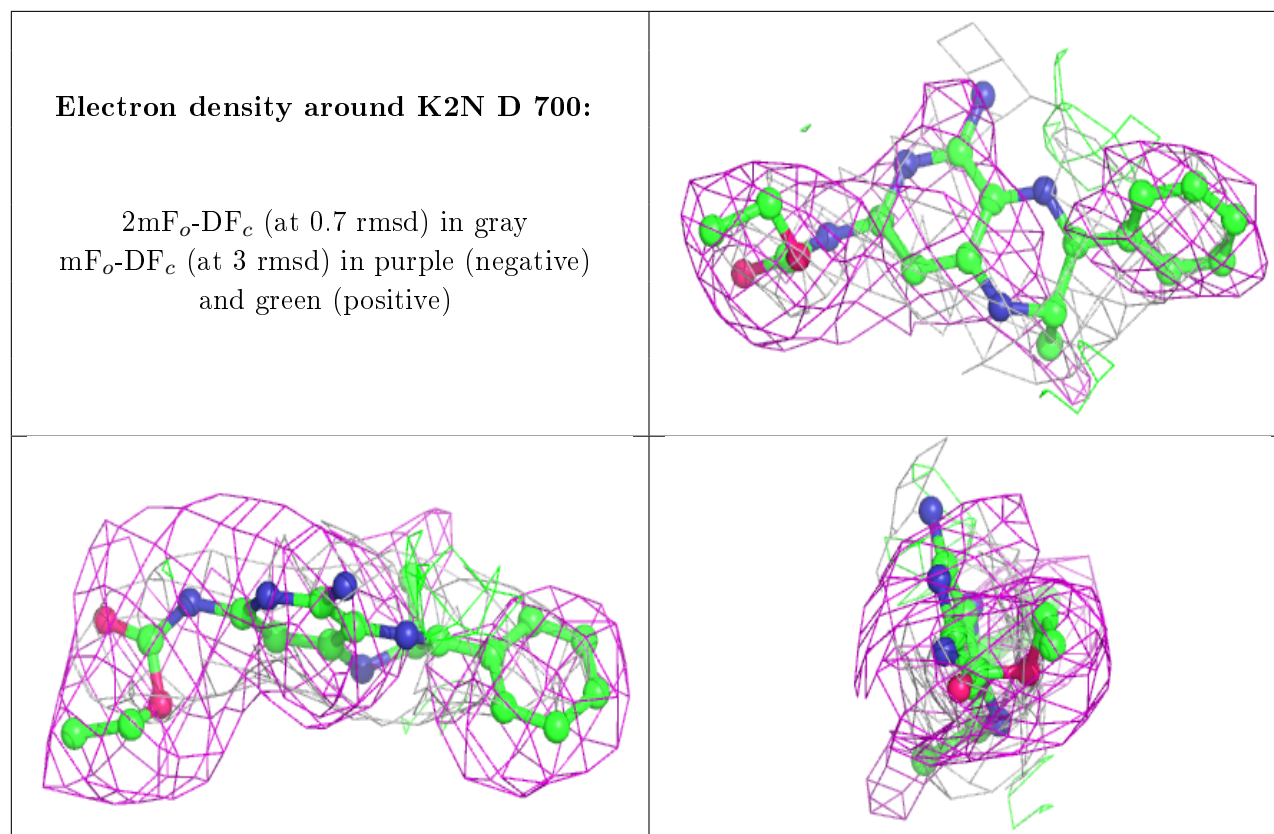 Electron density around K2N D 700:
2mFo-DFc (at 0.7 rmsd) in gray
mFo-DFc (at 3 rmsd) in purple (negative)
and green (positive)